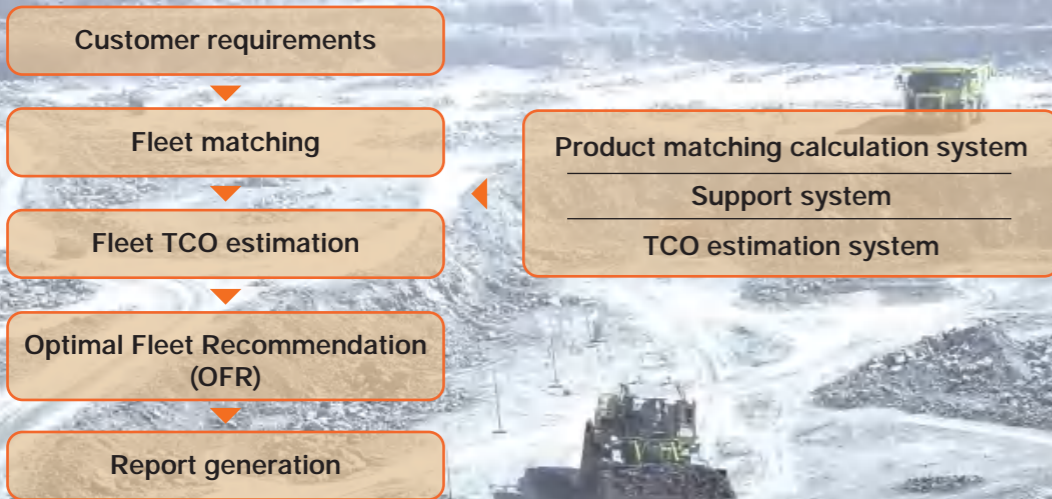 Customer requirements
Fleet matching
Fleet TCO estimation
Optimal Fleet Recommendation
(OFR)
Report generation
Product matching calculation system
Support system
TCO estimation system